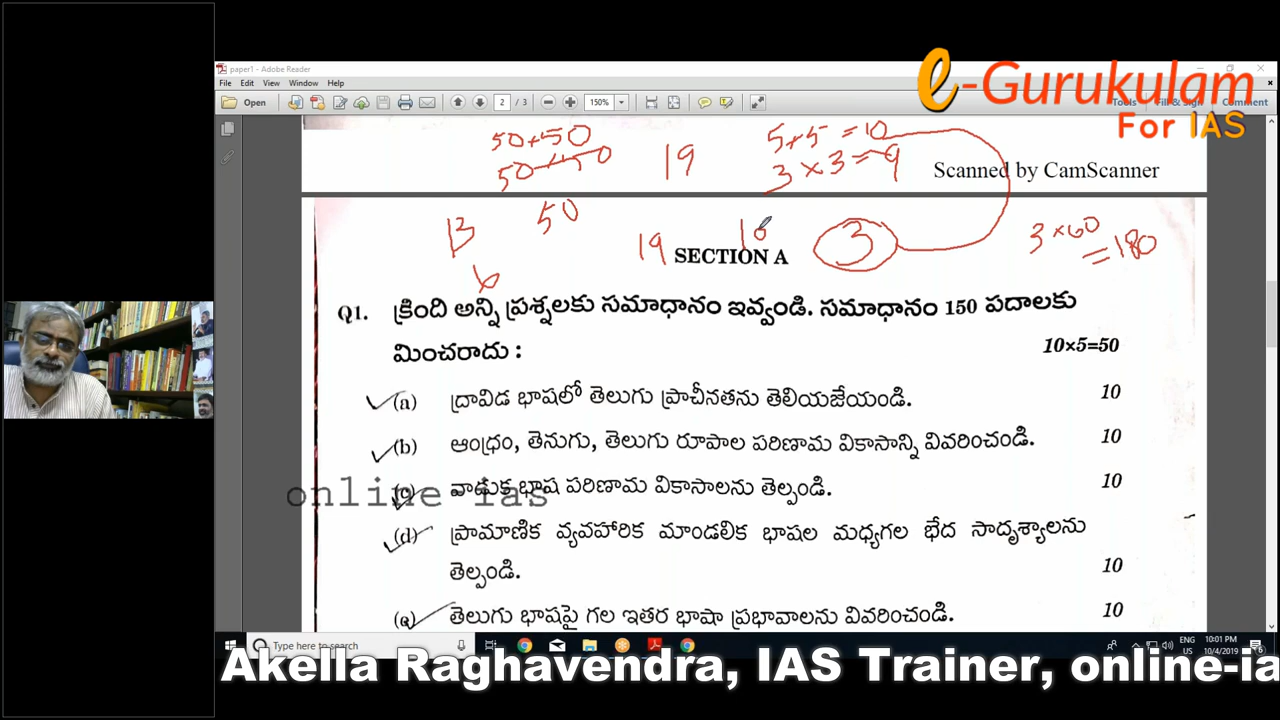 paper1 - Adobe Reader
e-Gurukulam
For IAS
File Edit View Window Help
Open 2 / 3 150% Tools Fill & Sign Comment
50+50 5+5 = 10
50+50 19 3 × 3 = 9
Scanned by CamScanner
13 50 19 18 3 3 × 60
= 180
6
SECTION A
Q1. క్రింది అన్ని ప్రశ్నలకు సమాధానం ఇవ్వండి. సమాధానం 150 పదాలకు
మించరాదు : 10×5=50
(a) ద్రావిడ భాషలో తెలుగు ప్రాచీనతను తెలియజేయండి. 10
(b) ఆంధ్రం, తెనుగు, తెలుగు రూపాల పరిణామ వికాసాన్ని వివరించండి. 10
online ias
(c) వాడుక భాష పరిణామ వికాసాలను తెల్పండి. 10
(d) ప్రామాణిక వ్యవహారిక మాండలిక భాషల మధ్యగల భేద సాదృశ్యాలను
తెల్పండి. 10
(e) తెలుగు భాషపై గల ఇతర భాషా ప్రభావాలను వివరించండి. 10
Type here to search
ENG 10:01 PM
US 10/4/2019
Akella Raghavendra, IAS Trainer, online-ia